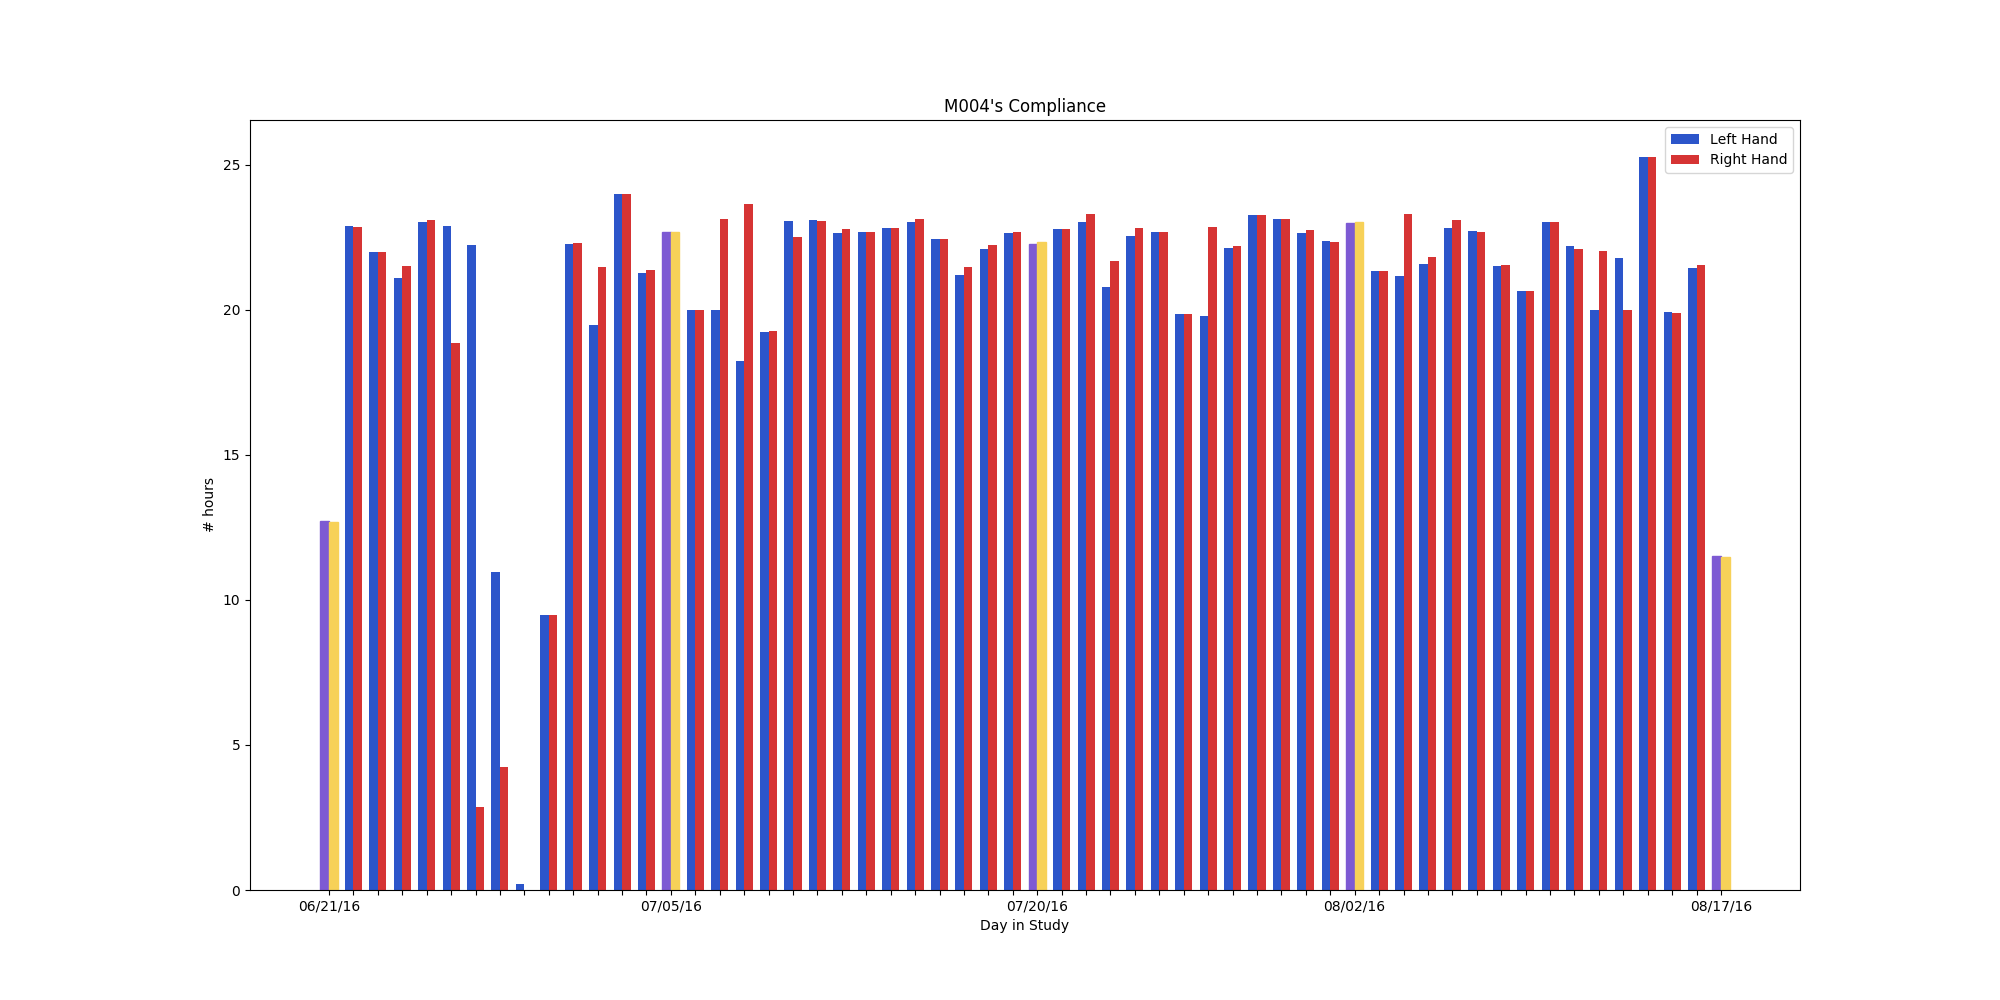 M004's Compliance
Left Hand
Right Hand
25
20
15
10
5
0
# hours
06/21/16 07/05/16 07/20/16 08/02/16 08/17/16
Day in Study